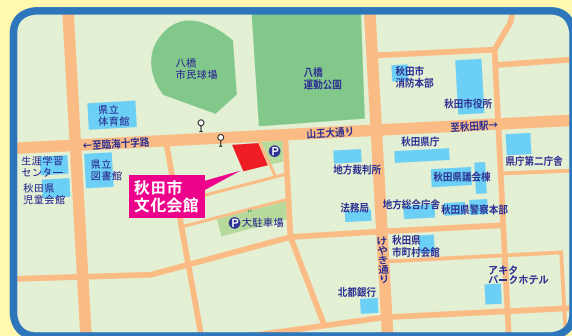 八橋
市民球場
八橋
運動公園
秋田市
消防本部
秋田市役所
県立
体育館
←至臨海十字路
山王大通り
至秋田駅→
生涯学習
センター
秋田県
児童会館
県立
図書館
P
秋田市
文化会館
地方裁判所
秋田県庁
県庁第二庁舎
秋田県議会棟
法務局
地方総合庁舎
秋田県警察本部
P大駐車場
けやき通り
秋田県
市町村会館
アキタ
パークホテル
北都銀行